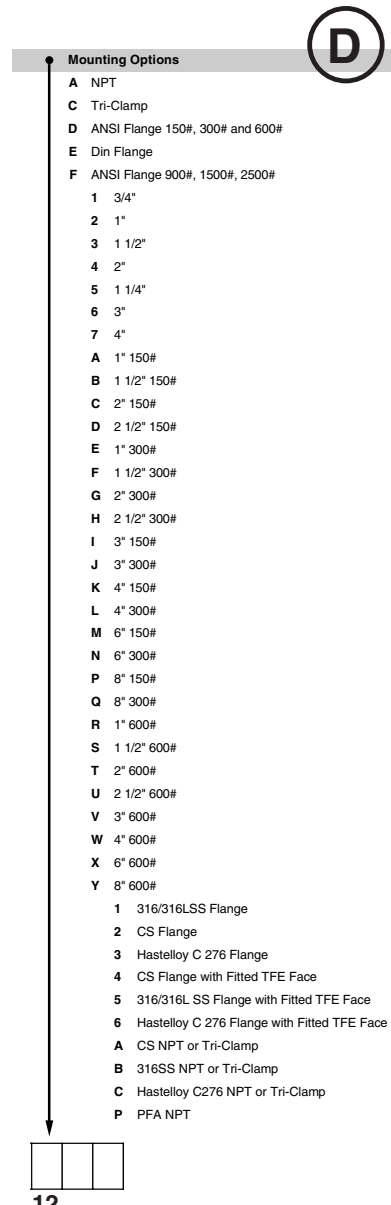 D
Mounting Options
A NPT
C Tri-Clamp
D ANSI Flange 150#, 300# and 600#
E Din Flange
F ANSI Flange 900#, 1500#, 2500#
1 3/4"
2 1"
3 1 1/2"
4 2"
5 1 1/4"
6 3"
7 4"
A 1" 150#
B 1 1/2" 150#
C 2" 150#
D 2 1/2" 150#
E 1" 300#
F 1 1/2" 300#
G 2" 300#
H 2 1/2" 300#
I 3" 150#
J 3" 300#
K 4" 150#
L 4" 300#
M 6" 150#
N 6" 300#
P 8" 150#
Q 8" 300#
R 1" 600#
S 1 1/2" 600#
T 2" 600#
U 2 1/2" 600#
V 3" 600#
W 4" 600#
X 6" 600#
Y 8" 600#
1 316/316LSS Flange
2 CS Flange
3 Hastelloy C 276 Flange
4 CS Flange with Fitted TFE Face
5 316/316L SS Flange with Fitted TFE Face
6 Hastelloy C 276 Flange with Fitted TFE Face
A CS NPT or Tri-Clamp
B 316SS NPT or Tri-Clamp
C Hastelloy C276 NPT or Tri-Clamp
P PFA NPT
12